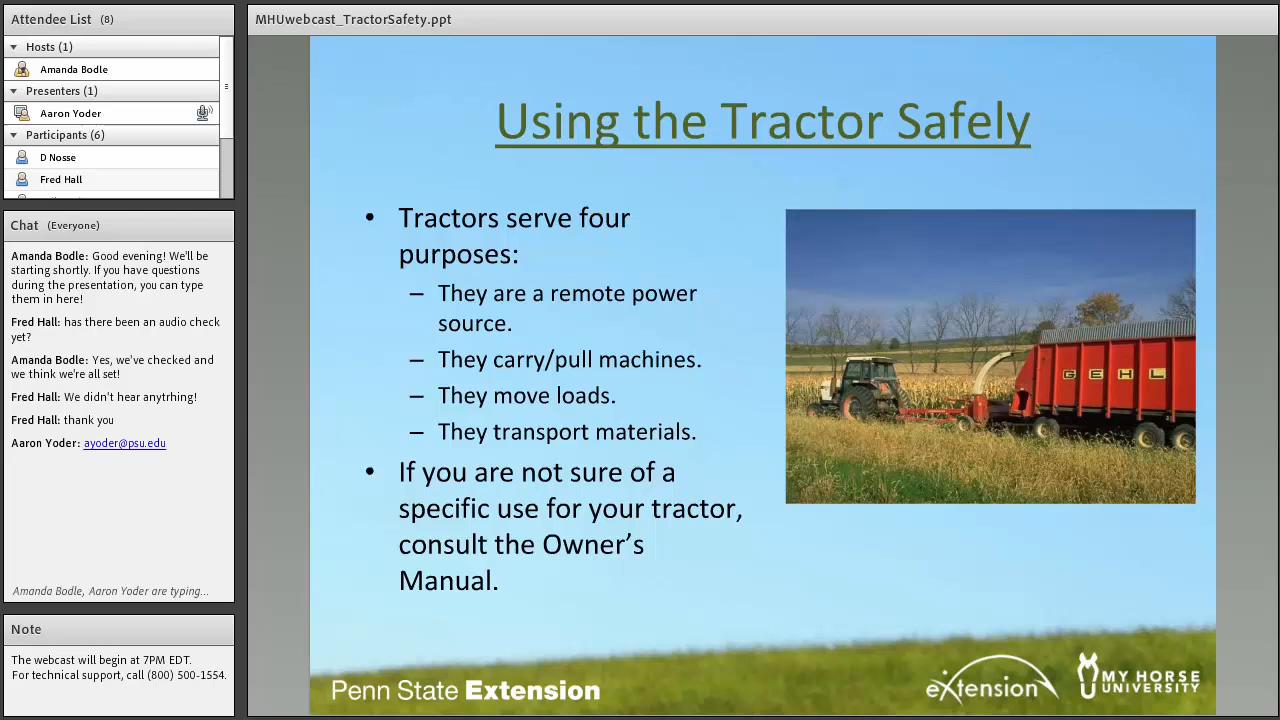 Attendee List (8)
Hosts (1)
Amanda Bodle
Presenters (1)
Aaron Yoder
Participants (6)
D Nosse
Fred Hall
Chat (Everyone)
Amanda Bodle: Good evening! We'll be
starting shortly. If you have questions
during the presentation, you can type
them in here!
Fred Hall: has there been an audio check
yet?
Amanda Bodle: Yes, we've checked and
we think we're all set!
Fred Hall: We didn't hear anytrhing!
Fred Hall: thank you
Aaron Yoder: ayoder@psu.edu
Amanda Bodle, Aaron Yoder are typing...
Note
The webcast will begin at 7PM EDT.
For technical support, call (800) 500-1554.
MHUwebcast_TractorSafety.ppt
Using the Tractor Safely
• Tractors serve four
purposes:
– They are a remote power
source.
– They carry/pull machines.
– They move loads.
– They transport materials.
• If you are not sure of a
specific use for your tractor,
consult the Owner's
Manual.
GEHL
Penn State Extension
eXtension
MY HORSE
UNIVERSITY